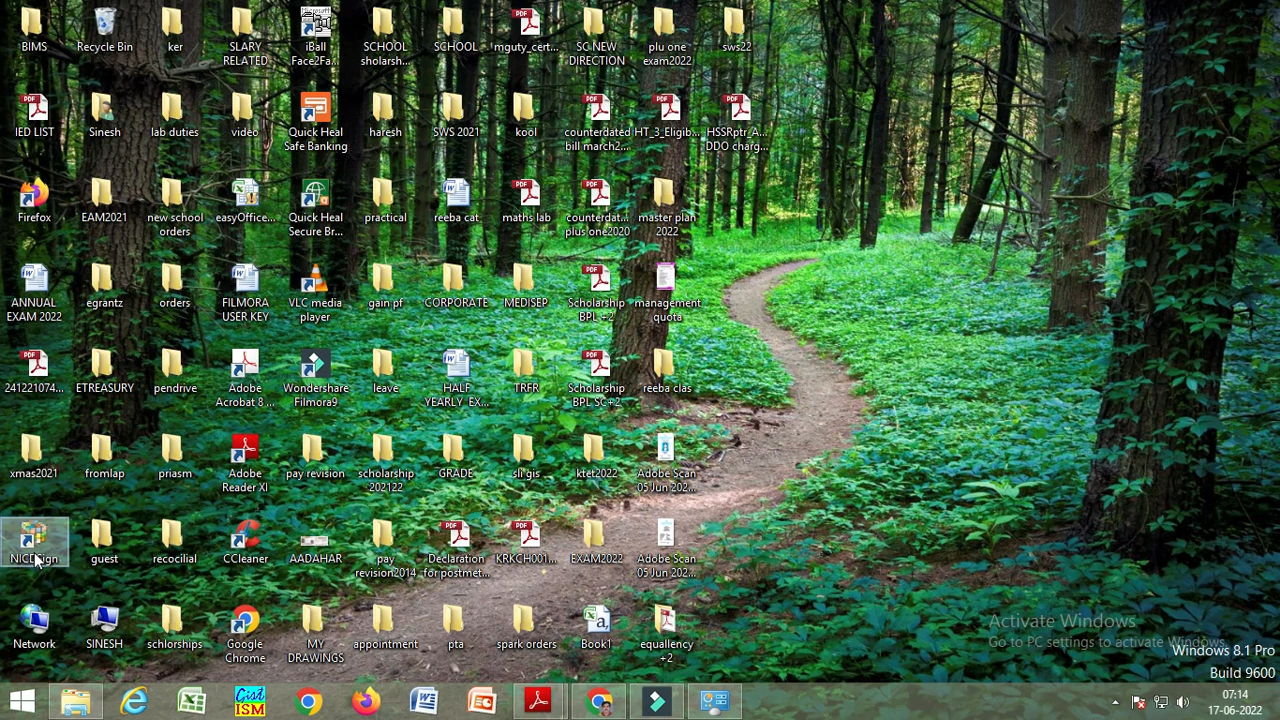 BIMS
Recycle Bin
ker
SLARY
RELATED
iBall
Face2Fa...
SCHOOL
sholarsh...
SCHOOL
mguty_cert...
SC NEW
DIRECTION
plu one
exam2022
sws22
IED LIST
Sinesh
lab duties
video
Quick Heal
Safe Banking
haresh
SWS 2021
kool
counterdated
bill march2...
HT_3_Eligib...
HSSRptr_A...
DDO charg...
Firefox
EAM2021
new school
orders
easyOffice...
Quick Heal
Secure Br...
practical
reeba cat
maths lab
counterdat...
plus one2020
master plan
2022
ANNUAL
EXAM 2022
egrantz
orders
FILMORA
USER KEY
VLC media
player
gain pf
CORPORATE
MEDISEP
Scholarship
BPL +2
management
quota
241221074...
ETREASURY
pendrive
Adobe
Acrobat 8 ...
Wondershare
Filmora9
leave
HALF
YEARLY_EX...
TRFR
Scholarship
BPL SC+2
reeba clas
xmas2021
fromlap
priasm
Adobe
Reader XI
pay revision
scholarship
202122
GRADE
sli gis
ktet2022
Adobe Scan
05 Jun 202...
NICDSign
guest
recocilial
CCleaner
AADAHAR
pay
revision2014
Declaration
for postmet...
KRKCH001...
EXAM2022
Adobe Scan
05 Jun 202...
Network
SINESH
schlorships
Google
Chrome
MY
DRAWINGS
appointment
pta
spark orders
Book1
equallency
+2
Activate Windows
Go to PC settings to activate Windows.
Windows 8.1 Pro
Build 9600
Gist
ISM
07:14
17-06-2022